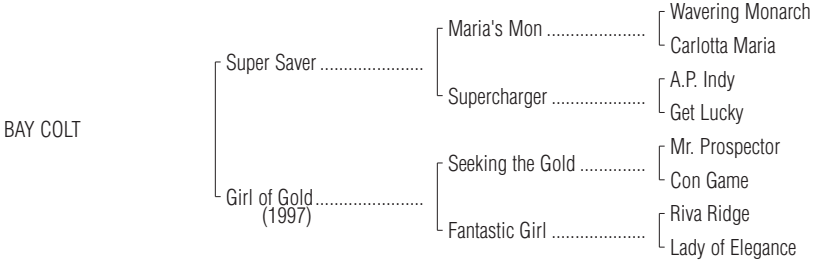 Wavering Monarch
Maria's Mon .....................
Carlotta Maria
Super Saver ......................
A.P. Indy
Supercharger ....................
Get Lucky
BAY COLT
Mr. Prospector
Seeking the Gold ..............
Con Game
Girl of Gold.......................
(1997)
Riva Ridge
Fantastic Girl ....................
Lady of Elegance